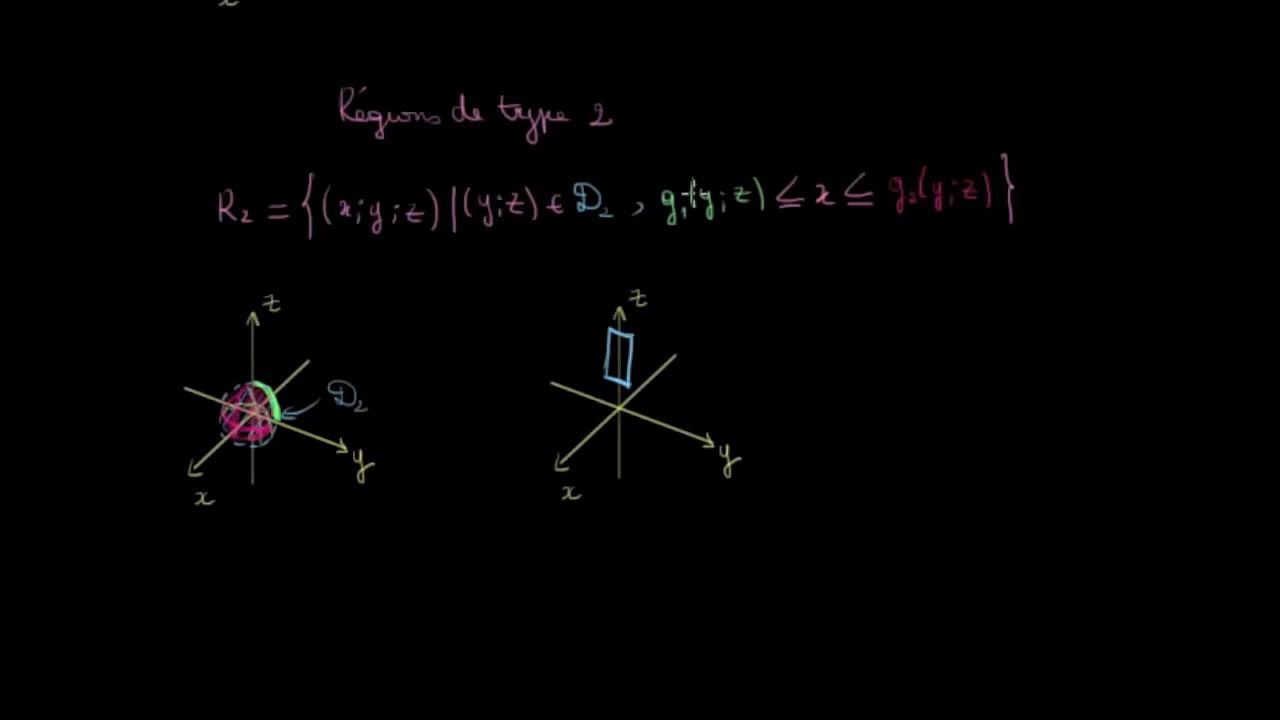 x
Régions de type 2
R₂ = {(x;y;z)|(y;z) ∈ D₂, g₁(y;z) ≤ x ≤ g₂(y;z)}
z z
D₂
y y
x x